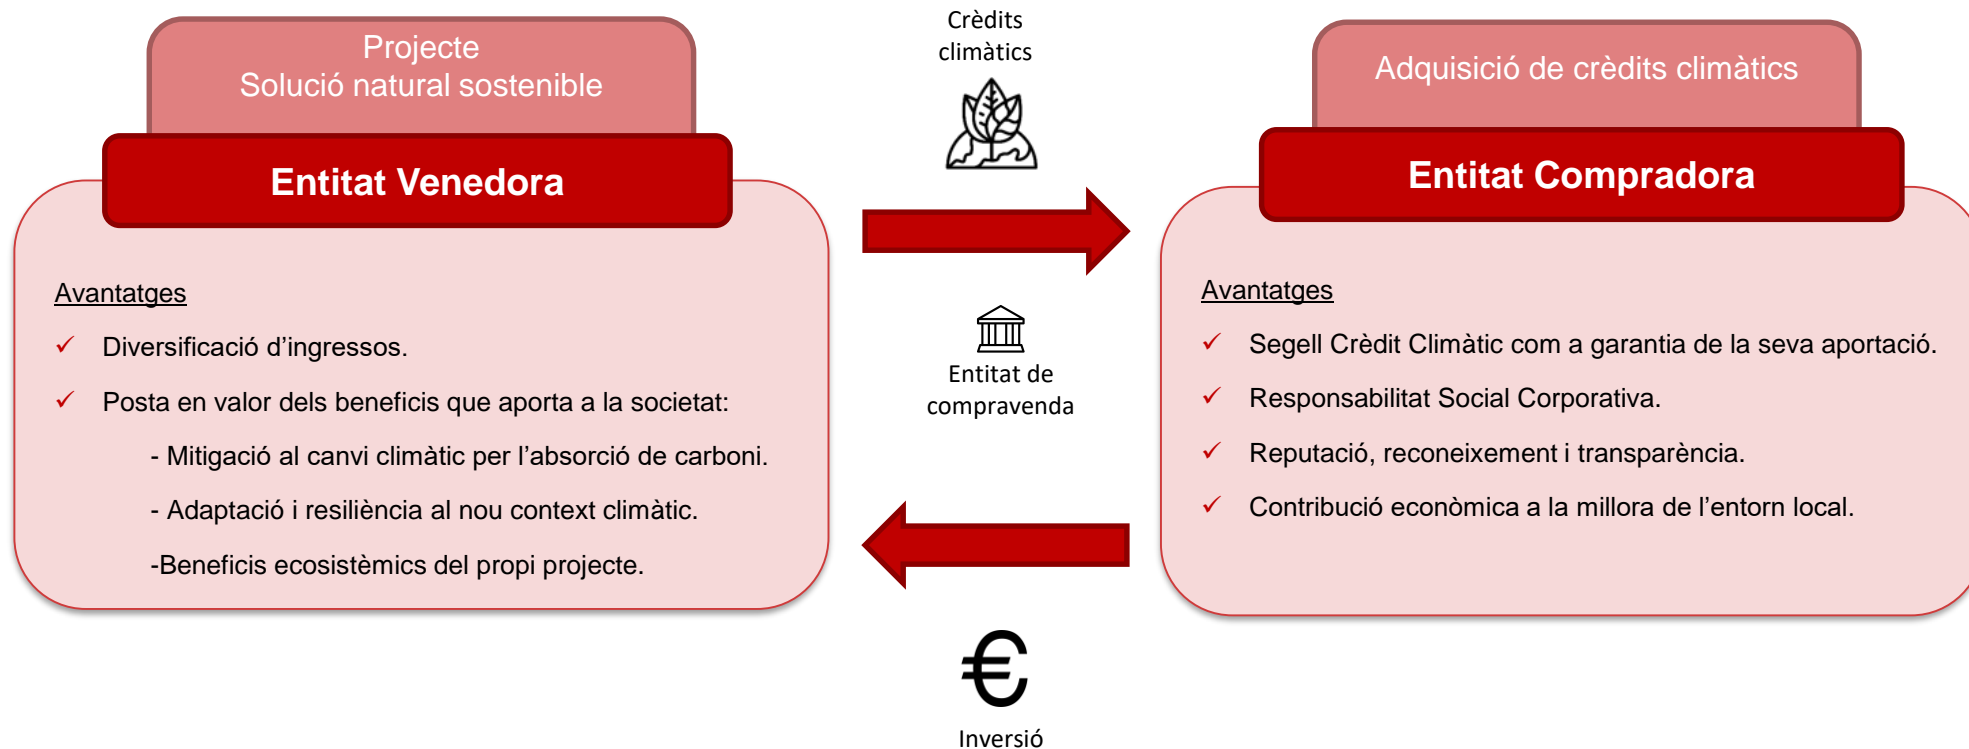 Projecte
Solució natural sostenible
Entitat Venedora
Avantatges
Diversificació d’ingressos.
Posta en valor dels beneficis que aporta a la societat:
- Mitigació al canvi climàtic per l’absorció de carboni.
- Adaptació i resiliència al nou context climàtic.
-Beneficis ecosistèmics del propi projecte.
Crèdits
climàtics
Entitat de
compravenda
€
Inversió
Adquisició de crèdits climàtics
Entitat Compradora
Avantatges
Segell Crèdit Climàtic com a garantia de la seva aportació.
Responsabilitat Social Corporativa.
Reputació, reconeixement i transparència.
Contribució econòmica a la millora de l’entorn local.